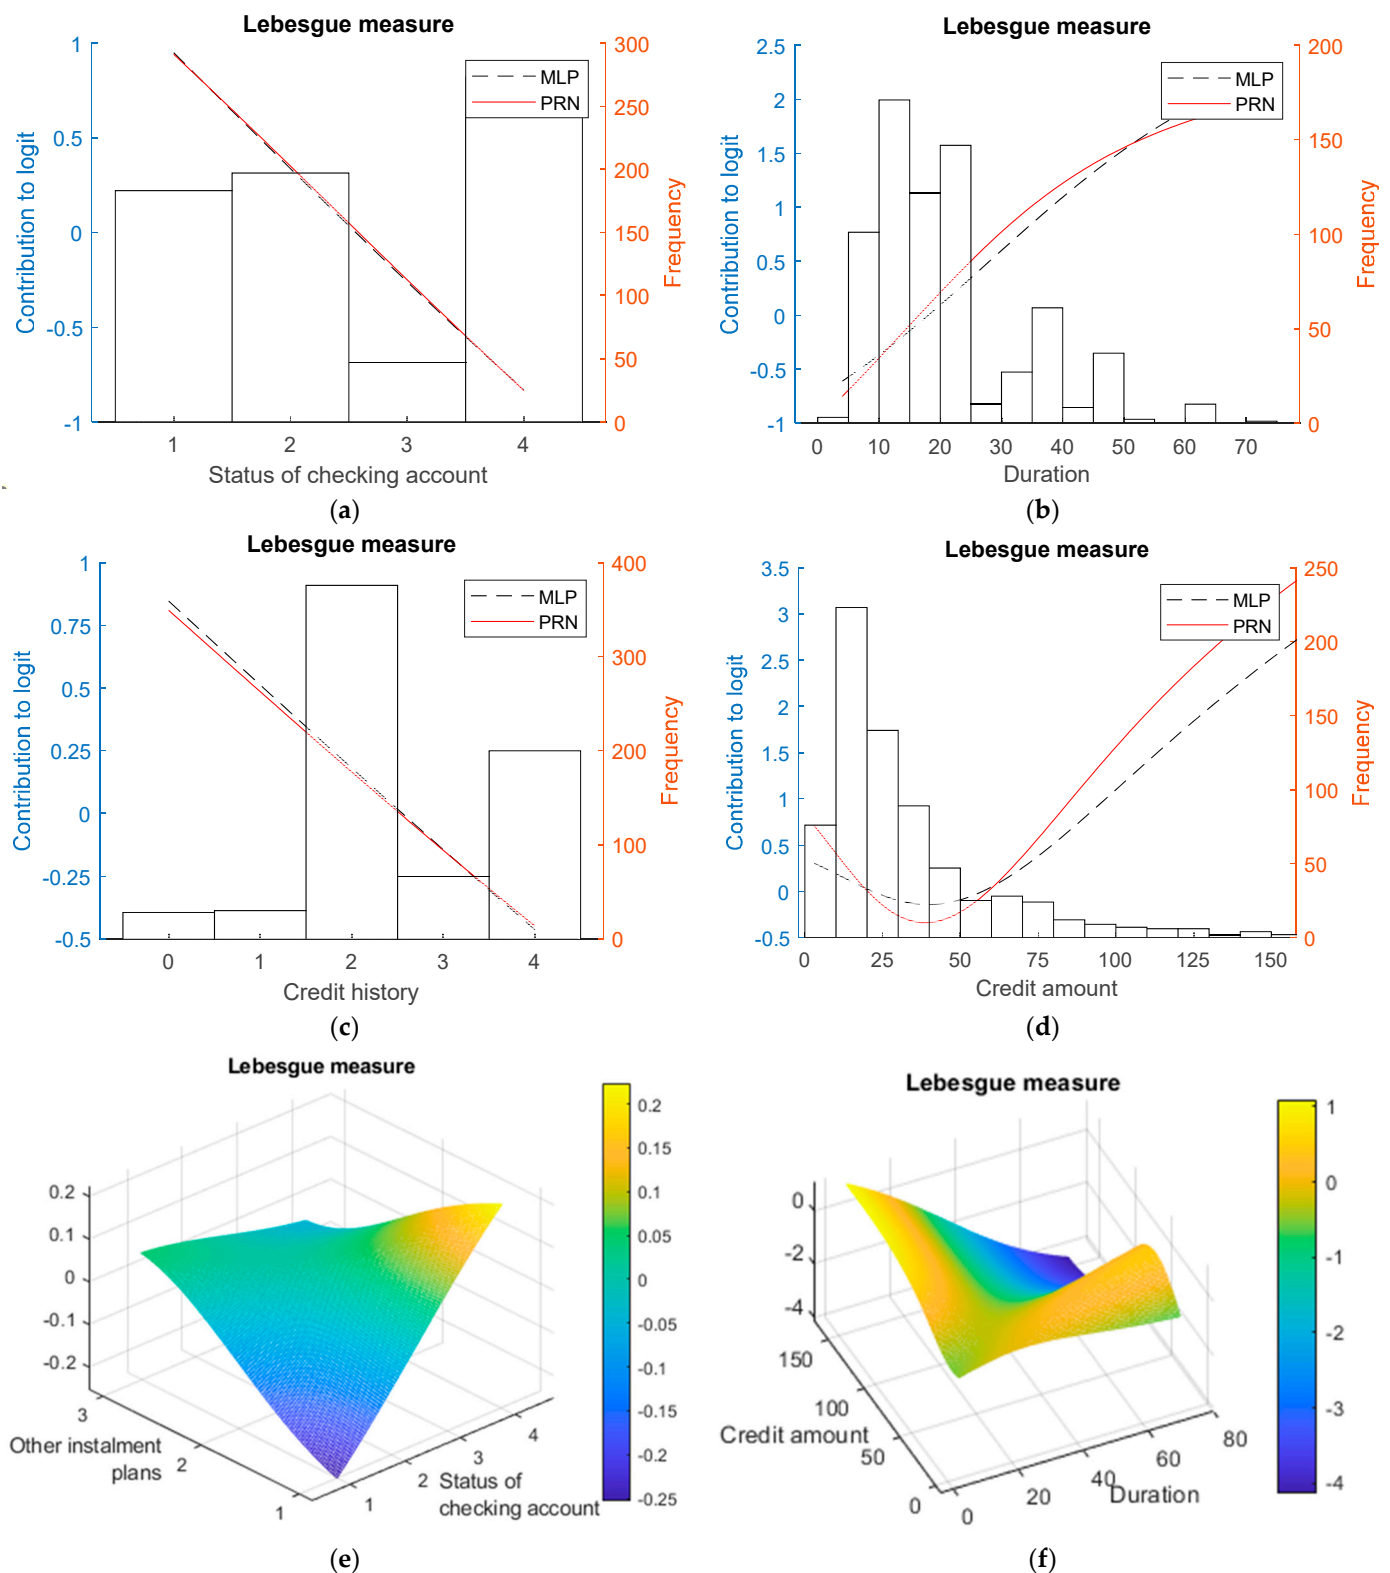 Lebesgue measure
1
0.5
0
-0.5
-1
Contribution to logit
300
250
200
150
100
50
0
Frequency
MLP
PRN
1 2 3 4
Status of checking account
(a)
Lebesgue measure
2.5
2
1.5
1
0.5
0
-0.5
-1
Contribution to logit
200
150
100
50
0
Frequency
MLP
PRN
0 10 20 30 40 50 60 70
Duration
(b)
Lebesgue measure
1
0.75
0.5
0.25
0
-0.25
-0.5
Contribution to logit
400
300
200
100
0
Frequency
MLP
PRN
0 1 2 3 4
Credit history
(c)
Lebesgue measure
3.5
3
2.5
2
1.5
1
0.5
0
-0.5
Contribution to logit
250
200
150
100
50
0
Frequency
MLP
PRN
0 25 50 75 100 125 150
Credit amount
(d)
Lebesgue measure
0.2
0.1
0
-0.1
-0.2
3
2
1
Other instalment
plans
1
2
3
4
Status of
checking account
0.2
0.15
0.1
0.05
0
-0.05
-0.1
-0.15
-0.2
-0.25
(e)
Lebesgue measure
0
-2
-4
150
100
50
0
Credit amount
0
20
40
60
80
Duration
1
0
-1
-2
-3
-4
(f)